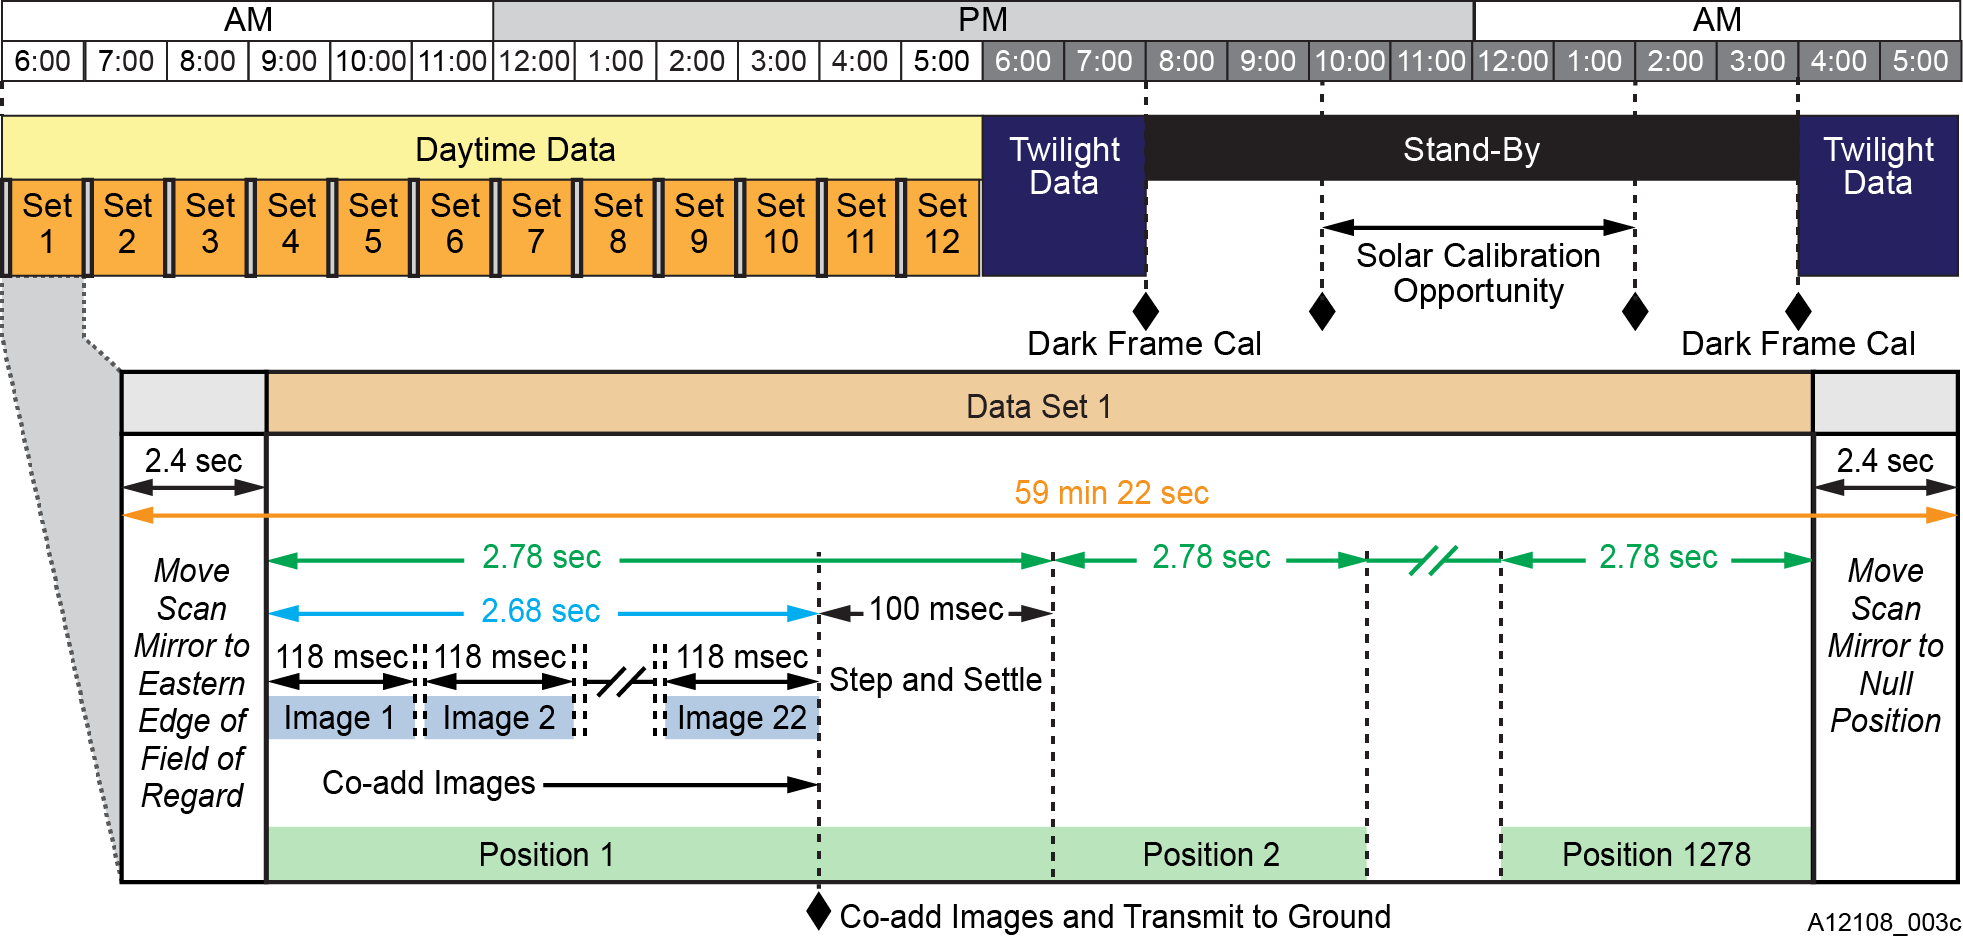 AM PM AM
6:00 7:00 8:00 9:00 10:00 11:00 12:00 1:00 2:00 3:00 4:00 5:00 6:00 7:00 8:00 9:00 10:00 11:00 12:00 1:00 2:00 3:00 4:00 5:00
Daytime Data
Twilight
Data
Stand-By
Twilight
Data
Set
1
Set
2
Set
3
Set
4
Set
5
Set
6
Set
7
Set
8
Set
9
Set
10
Set
11
Set
12
Solar Calibration
Opportunity
Dark Frame Cal
Dark Frame Cal
Data Set 1
2.4 sec
2.4 sec
59 min 22 sec
2.78 sec 2.78 sec 2.78 sec
Move
Scan
Mirror to
Eastern
Edge of
Field of
Regard
2.68 sec
100 msec
118 msec 118 msec 118 msec
Step and Settle
Image 1 Image 2 Image 22
Co-add Images
Move
Scan
Mirror to
Null
Position
Position 1 Position 2 Position 1278
Co-add Images and Transmit to Ground
A12108_003c